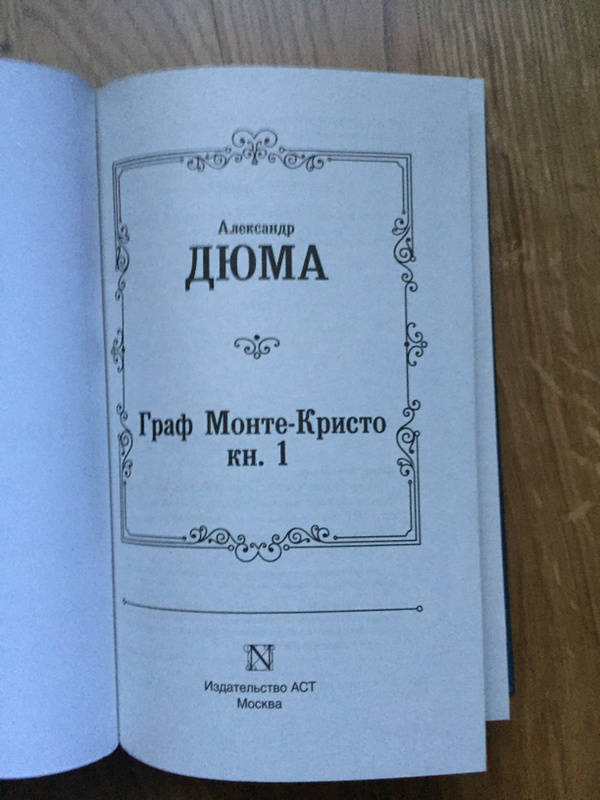 Александр
ДЮМА
Граф Монте-Кристо
кн. 1
N
Издательство АСТ
Москва